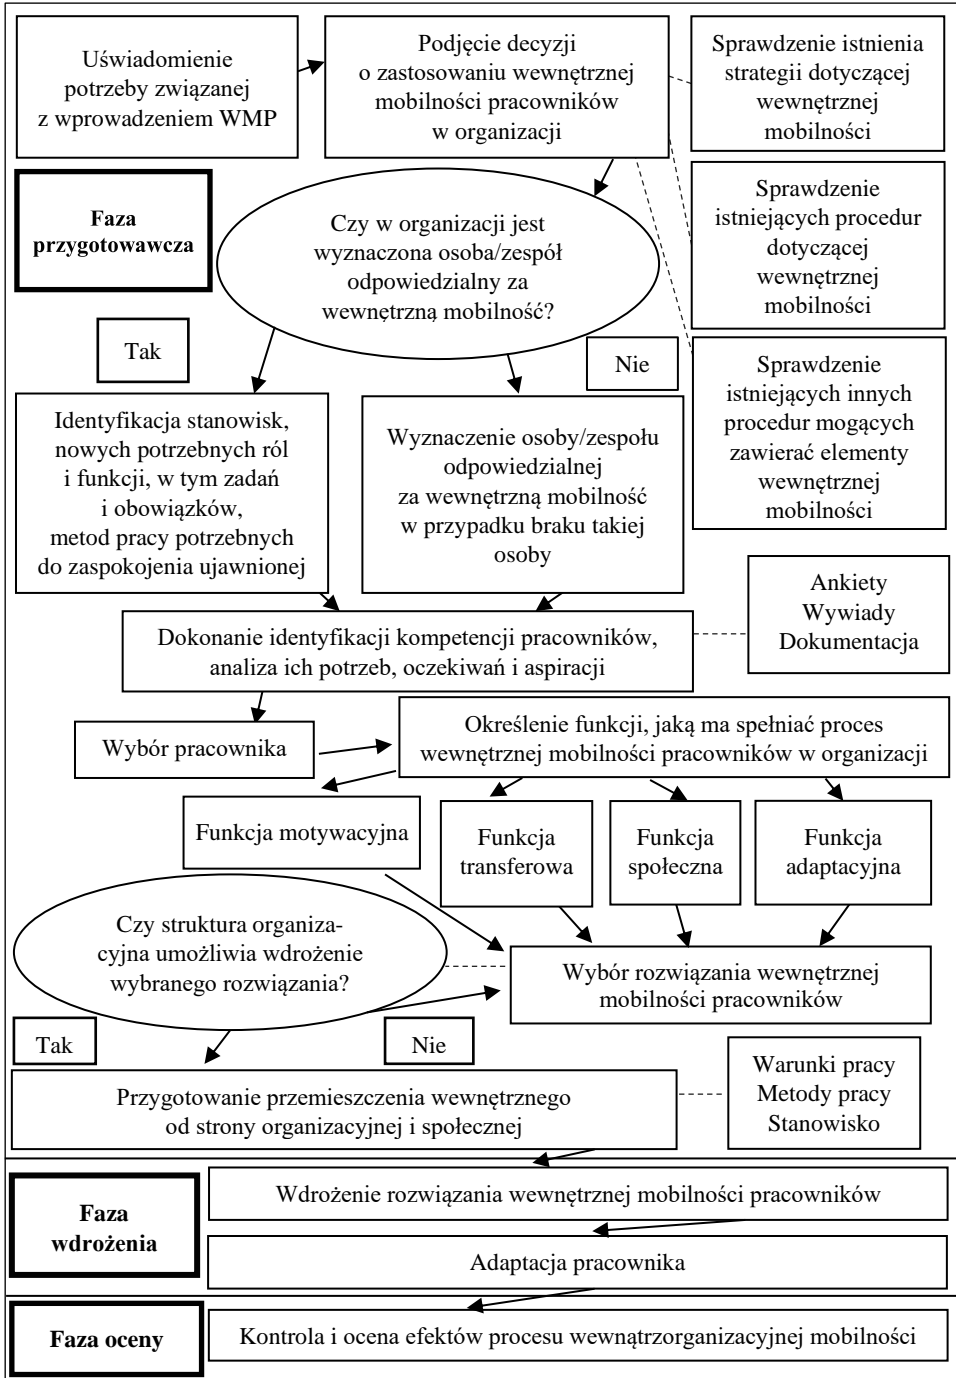 Uświadomienie
potrzeby związanej
z wprowadzeniem WMP
Podjęcie decyzji
o zastosowaniu wewnętrznej
mobilności pracowników
w organizacji
Sprawdzenie istnienia
strategii dotyczącej
wewnętrznej
mobilności
Faza
przygotowawcza
Czy w organizacji jest
wyznaczona osoba/zespół
odpowiedzialny za
wewnętrzną mobilność?
Sprawdzenie
istniejących procedur
dotyczącej
wewnętrznej
mobilności
Tak
Nie
Sprawdzenie
istniejących innych
procedur mogących
zawierać elementy
wewnętrznej
mobilności
Identyfikacja stanowisk,
nowych potrzebnych ról
i funkcji, w tym zadań
i obowiązków,
metod pracy potrzebnych
do zaspokojenia ujawnionej
Wyznaczenie osoby/zespołu
odpowiedzialnej
za wewnętrzną mobilność
w przypadku braku takiej
osoby
Ankiety
Wywiady
Dokumentacja
Dokonanie identyfikacji kompetencji pracowników,
analiza ich potrzeb, oczekiwań i aspiracji
Wybór pracownika
Określenie funkcji, jaką ma spełniać proces
wewnętrznej mobilności pracowników w organizacji
Funkcja motywacyjna
Funkcja
transferowa
Funkcja
społeczna
Funkcja
adaptacyjna
Czy struktura organiza-
cyjna umożliwia wdrożenie
wybranego rozwiązania?
Wybór rozwiązania wewnętrznej
mobilności pracowników
Tak
Nie
Przygotowanie przemieszczenia wewnętrznego
od strony organizacyjnej i społecznej
Warunki pracy
Metody pracy
Stanowisko
Faza
wdrożenia
Wdrożenie rozwiązania wewnętrznej mobilności pracowników
Adaptacja pracownika
Faza oceny
Kontrola i ocena efektów procesu wewnątrzorganizacyjnej mobilności